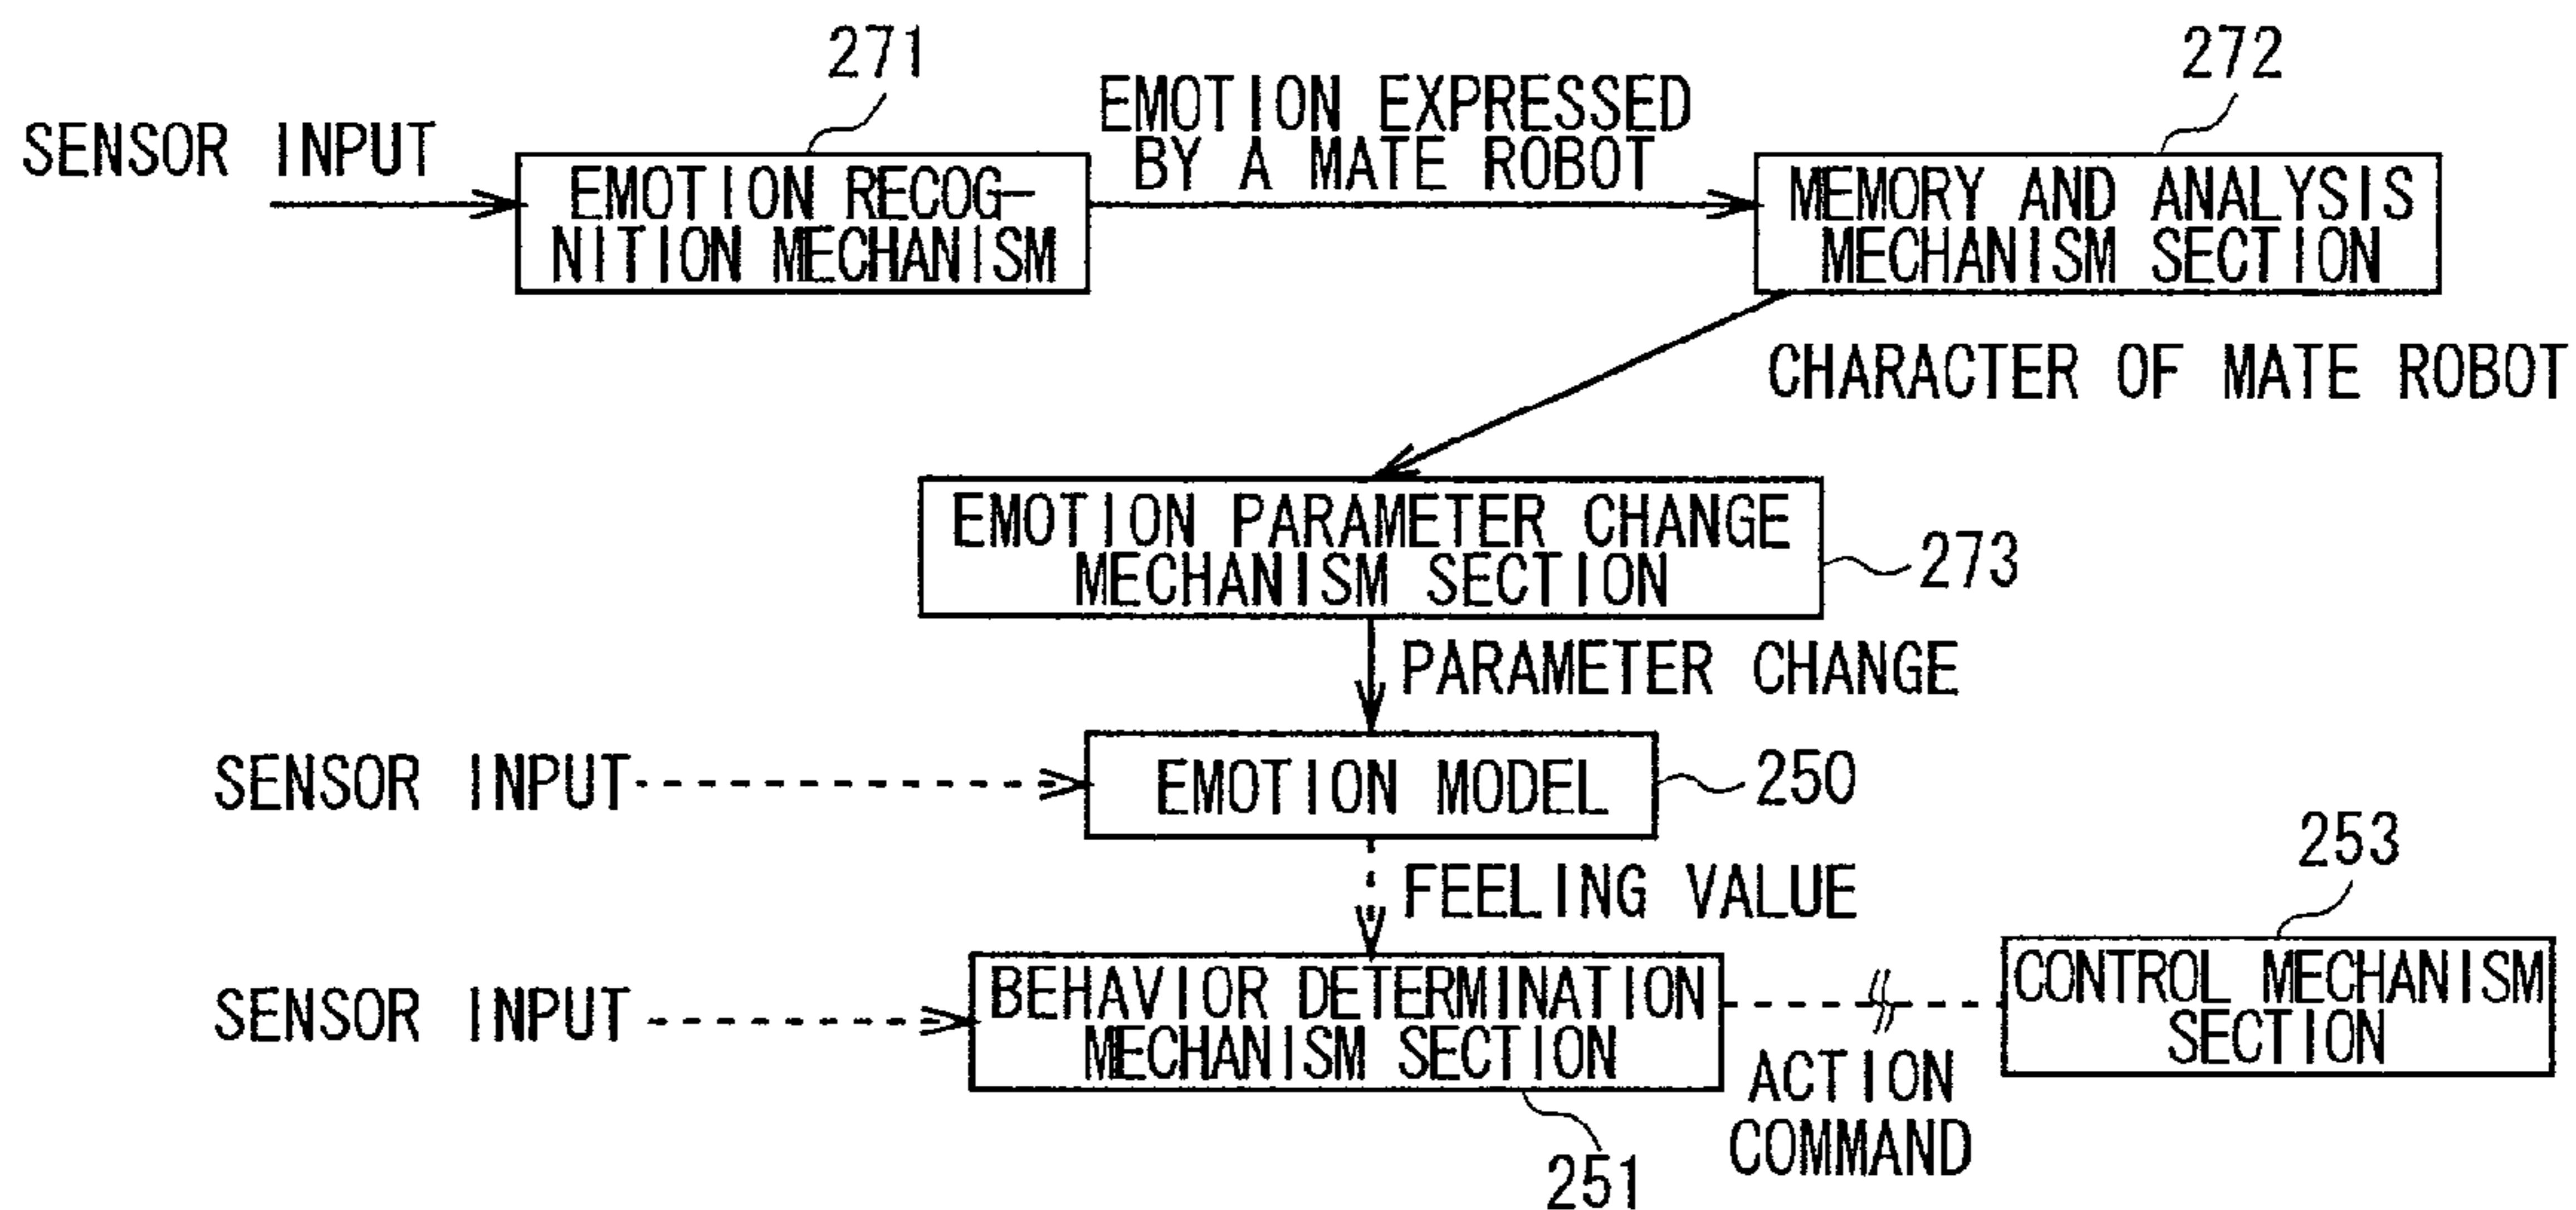 271
272
SENSOR INPUT
EMOTION EXPRESSED
BY A MATE ROBOT
EMOTION RECOG-
NITION MECHANISM
MEMORY AND ANALYSIS
MECHANISM SECTION
CHARACTER OF MATE ROBOT
EMOTION PARAMETER CHANGE
MECHANISM SECTION
273
PARAMETER CHANGE
SENSOR INPUT
EMOTION MODEL
250
FEELING VALUE
253
SENSOR INPUT
BEHAVIOR DETERMINATION
MECHANISM SECTION
CONTROL MECHANISM
SECTION
ACTION
COMMAND
251